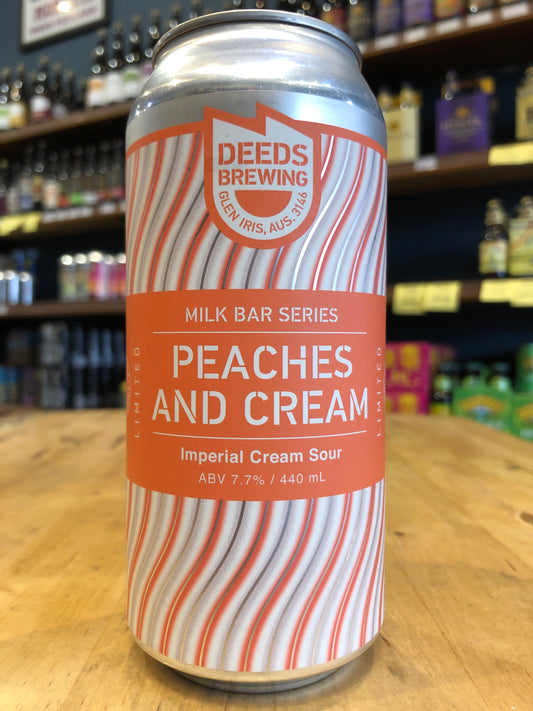 DEEDS
BREWING
GLEN IRIS, AUS. 3146
MILK BAR SERIES
PEACHES
AND CREAM
Imperial Cream Sour
ABV 7.7% / 440 mL
LIMITED
LIMITED